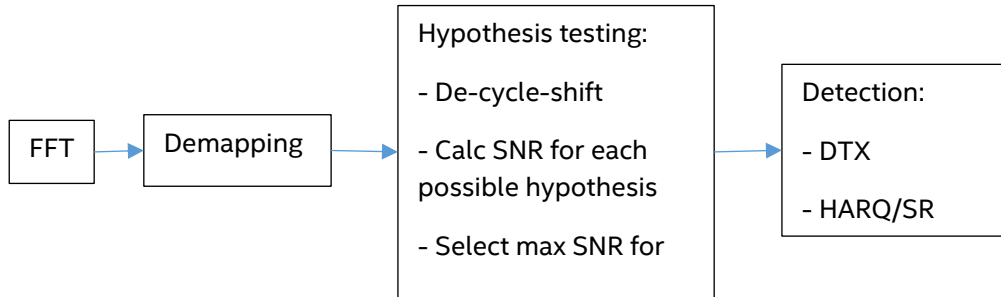 FFT
Demapping
Hypothesis testing:
- De-cycle-shift
- Calc SNR for each
possible hypothesis
- Select max SNR for
Detection:
- DTX
- HARQ/SR